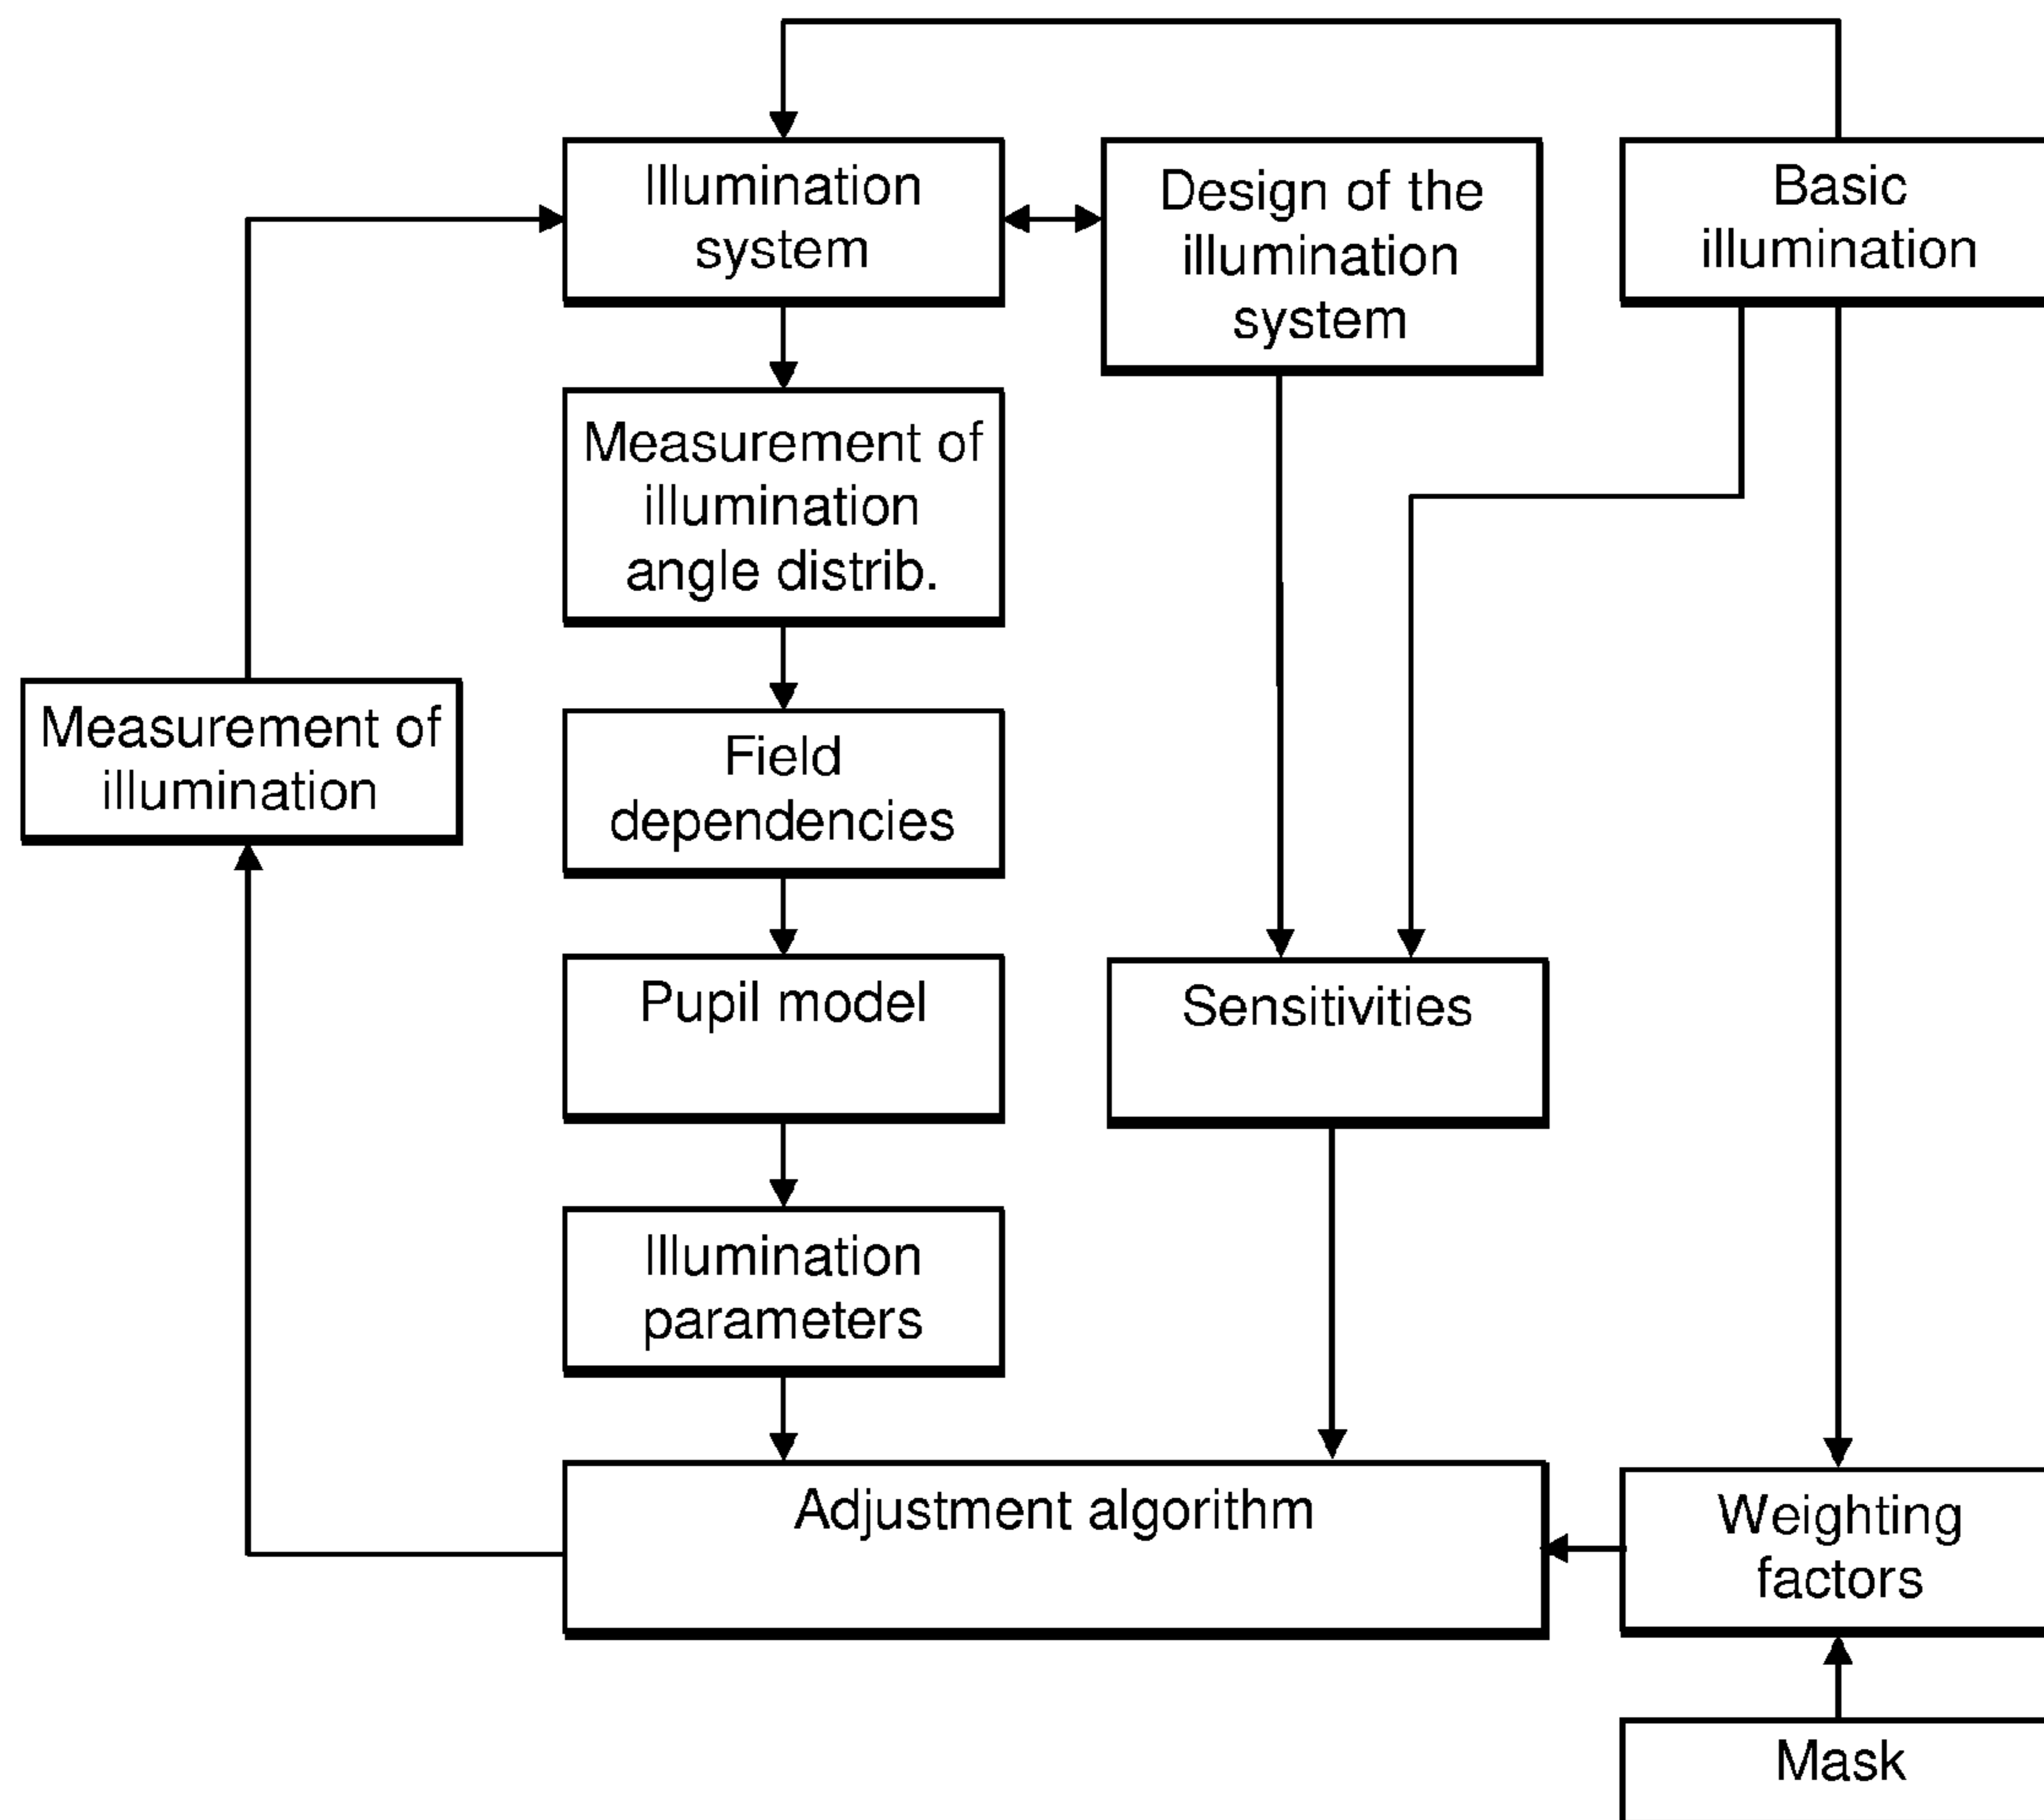 Illumination
system
Design of the
illumination
system
Basic
illumination
Measurement of
illumination
angle distrib.
Measurement of
illumination
Field
dependencies
Pupil model
Sensitivities
Illumination
parameters
Adjustment algorithm
Weighting
factors
Mask